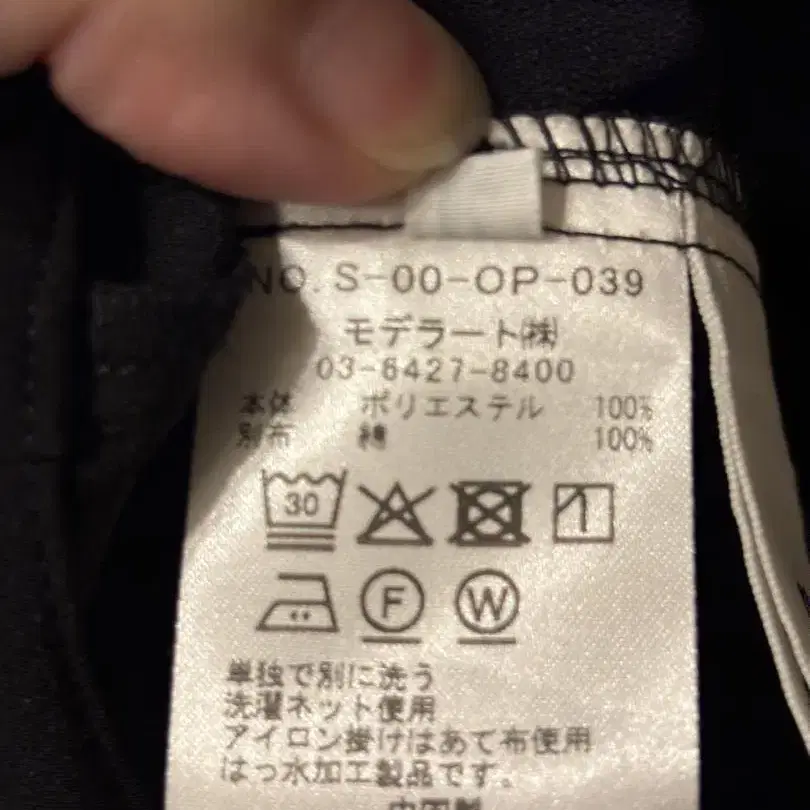 NO. S-00-OP-039
モデラート㈱
03-6427-8400
本体 ポリエステル 100%
別布 綿 100%
30
F W
単独で別に洗う
洗濯ネット使用
アイロン掛けはあて布使用
はっ水加工製品です。
中国製